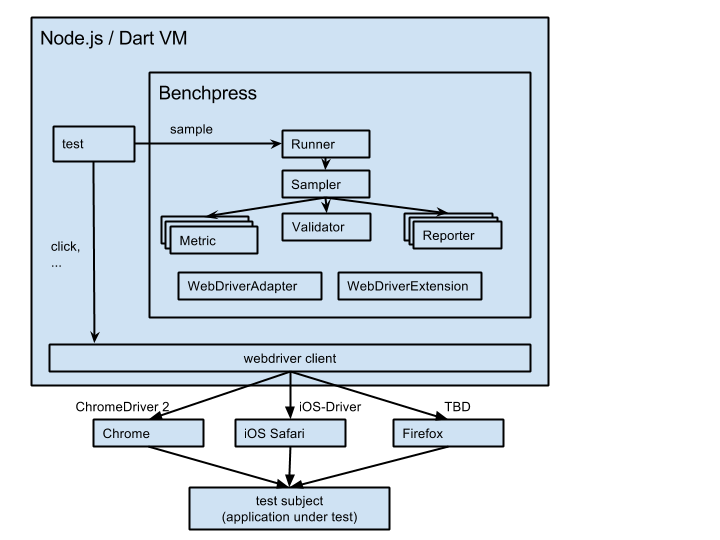 Node.js / Dart VM
Benchpress
test
sample
Runner
Sampler
Metric
Validator
Reporter
click,
...
WebDriverAdapter
WebDriverExtension
webdriver client
ChromeDriver 2
iOS-Driver
TBD
Chrome
iOS Safari
Firefox
test subject
(application under test)